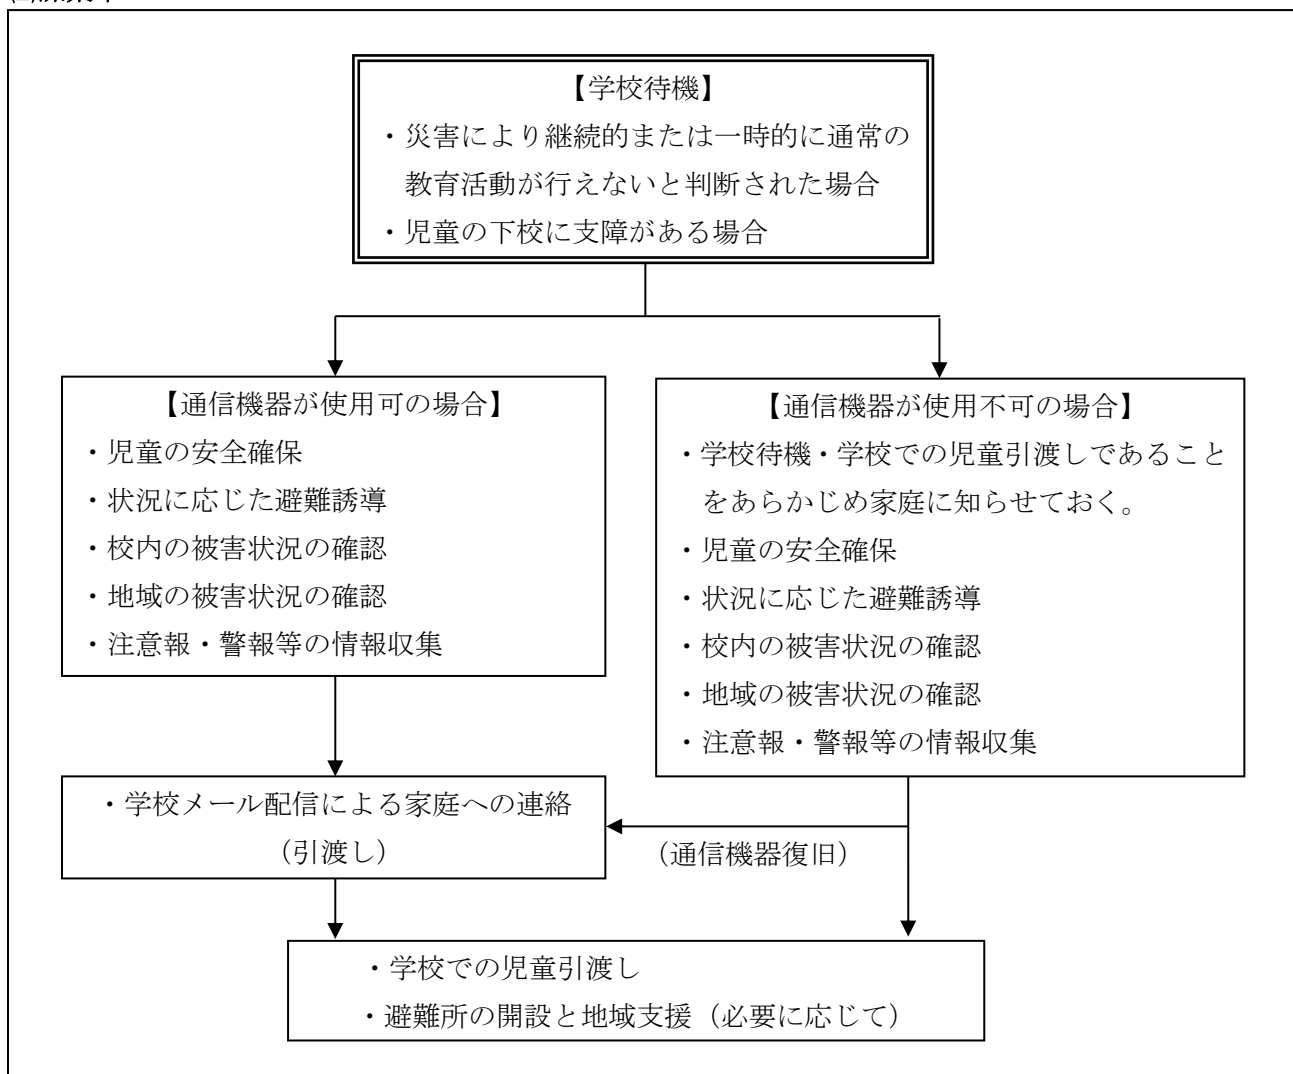 【学校待機】
・災害により継続的または一時的に通常の
教育活動が行えないと判断された場合
・児童の下校に支障がある場合
【通信機器が使用可の場合】
・児童の安全確保
・状況に応じた避難誘導
・校内の被害状況の確認
・地域の被害状況の確認
・注意報・警報等の情報収集
【通信機器が使用不可の場合】
・学校待機・学校での児童引渡しであること
をあらかじめ家庭に知らせておく。
・児童の安全確保
・状況に応じた避難誘導
・校内の被害状況の確認
・地域の被害状況の確認
・注意報・警報等の情報収集
・学校メール配信による家庭への連絡
（引渡し）
（通信機器復旧）
・学校での児童引渡し
・避難所の開設と地域支援（必要に応じて）